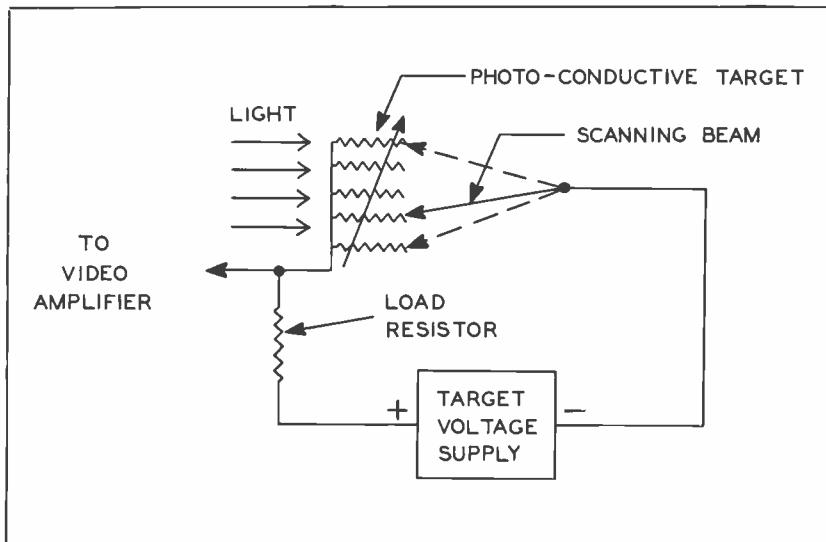 PHOTO-CONDUCTIVE TARGET
LIGHT
SCANNING BEAM
TO
VIDEO
AMPLIFIER
LOAD
RESISTOR
+
TARGET
VOLTAGE
SUPPLY
−